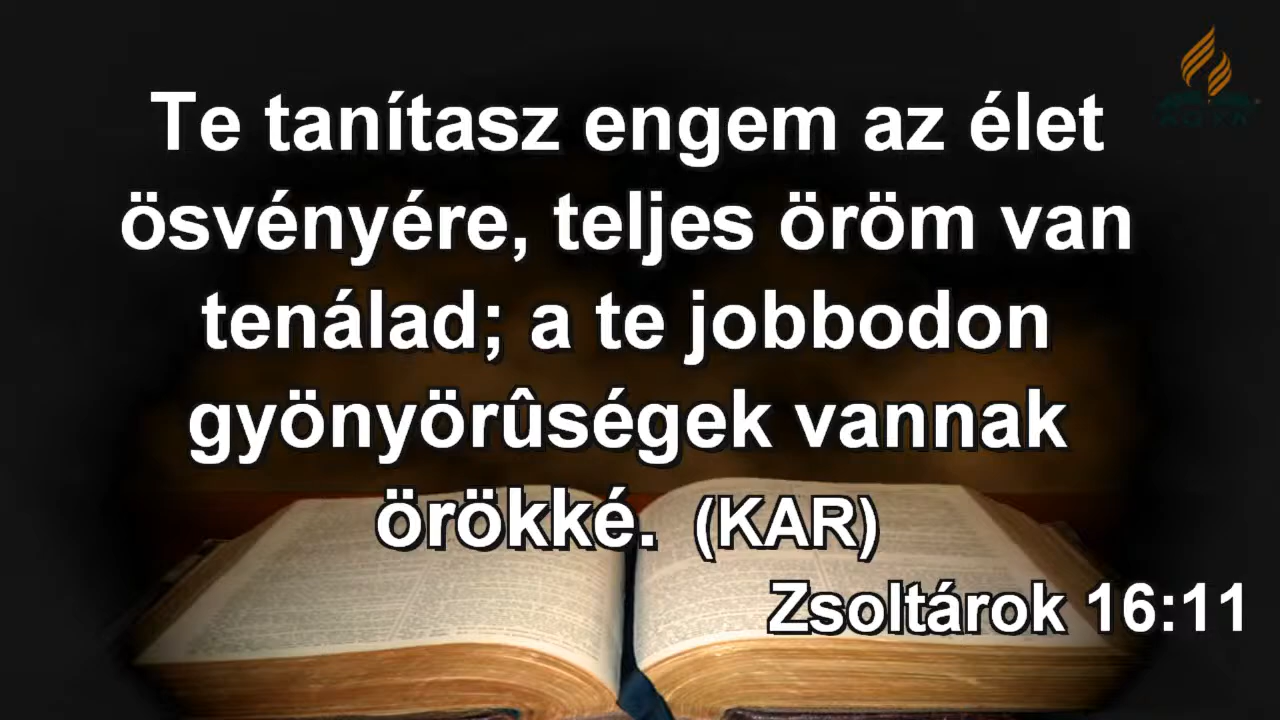 Te tanítasz engem az élet
ösvényére, teljes öröm van
tenálad; a te jobbodon
gyönyörûségek vannak
örökké. (KAR)
Zsoltárok 16:11